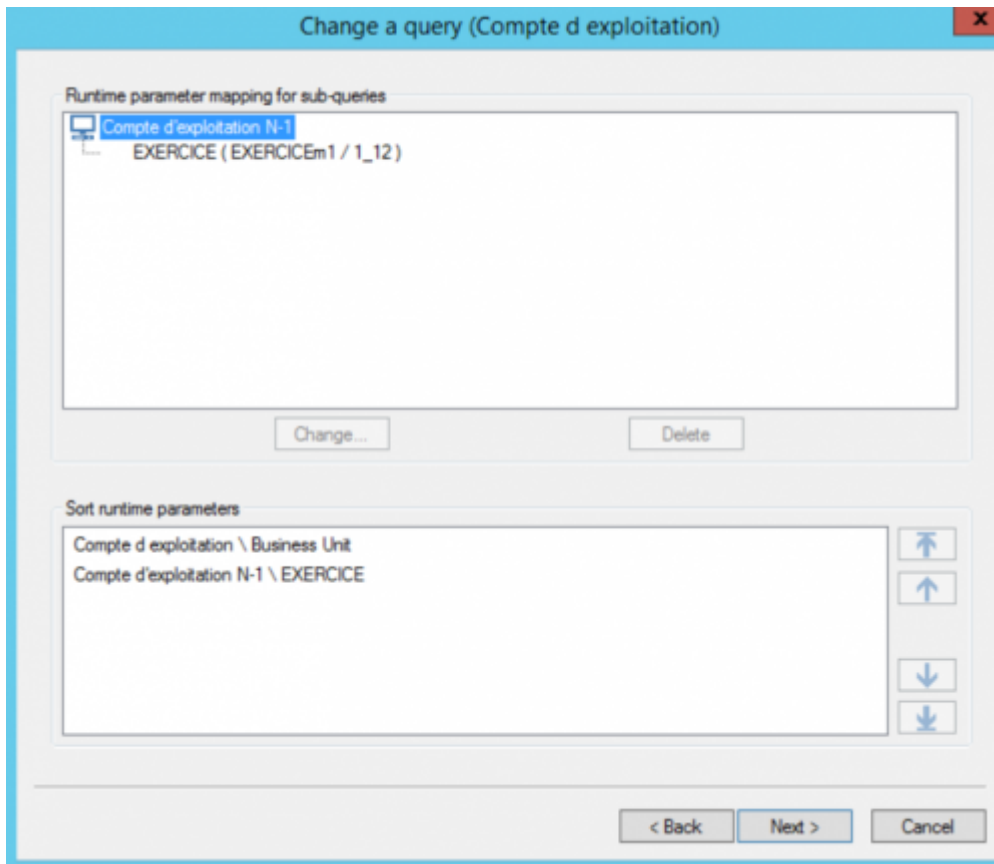 Change a query (Compte d exploitation)
x
Runtime parameter mapping for sub-queries
Compte d'exploitation N-1
EXERCICE ( EXERCICEm1 / 1_12 )
Change...
Delete
Sort runtime parameters
Compte d exploitation \ Business Unit
Compte d'exploitation N-1 \ EXERCICE
< Back
Next >
Cancel